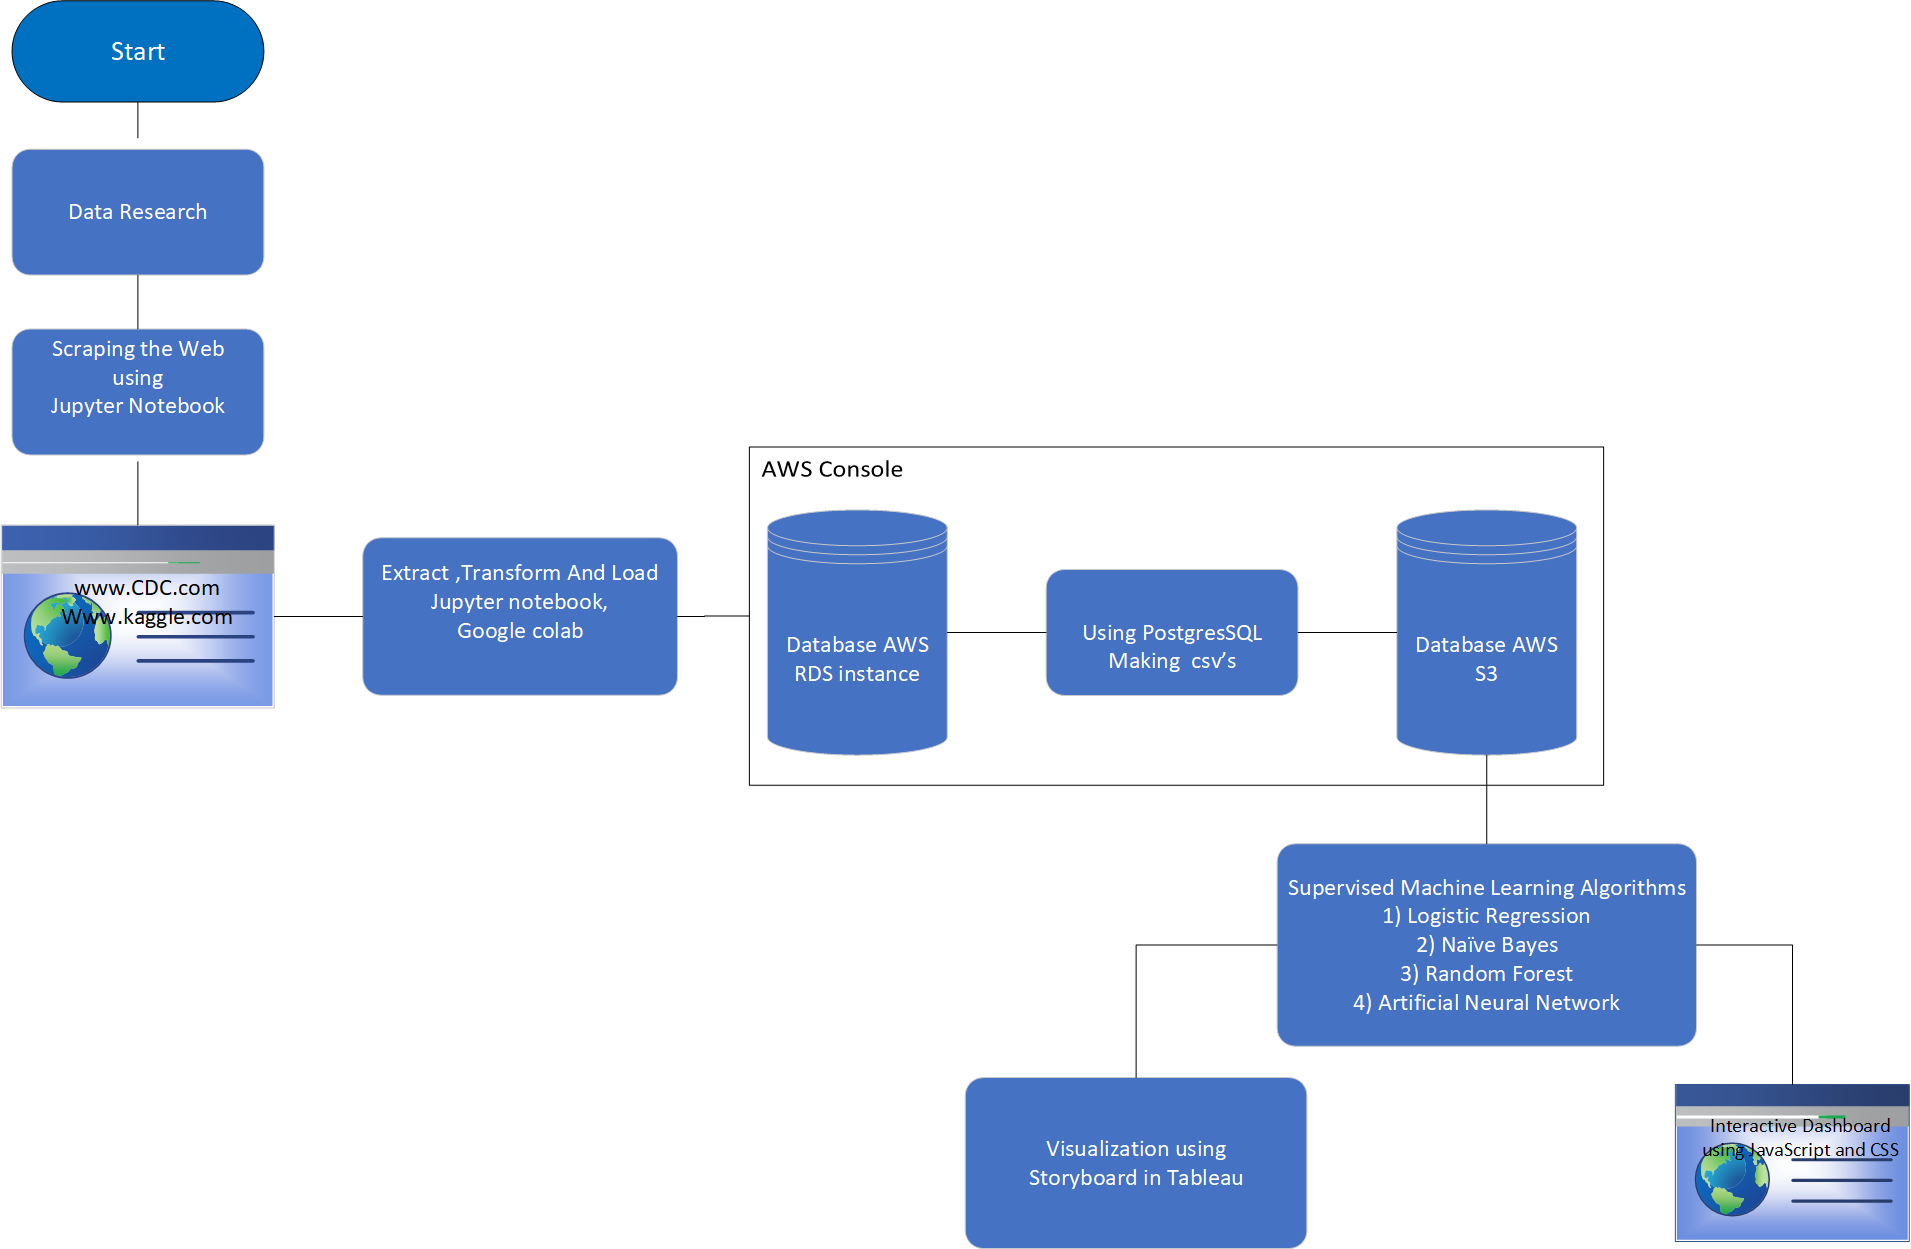 Start
Data Research
Scraping the Web
using
Jupyter Notebook
www.CDC.com
Www.kaggle.com
Extract ,Transform And Load
Jupyter notebook,
Google colab
AWS Console
Database AWS
RDS instance
Using PostgresSQL
Making  csv’s
Database AWS
S3
Supervised Machine Learning Algorithms
1) Logistic Regression
2) Naïve Bayes
3) Random Forest
4) Artificial Neural Network
Visualization using
Storyboard in Tableau
Interactive Dashboard
using JavaScript and CSS